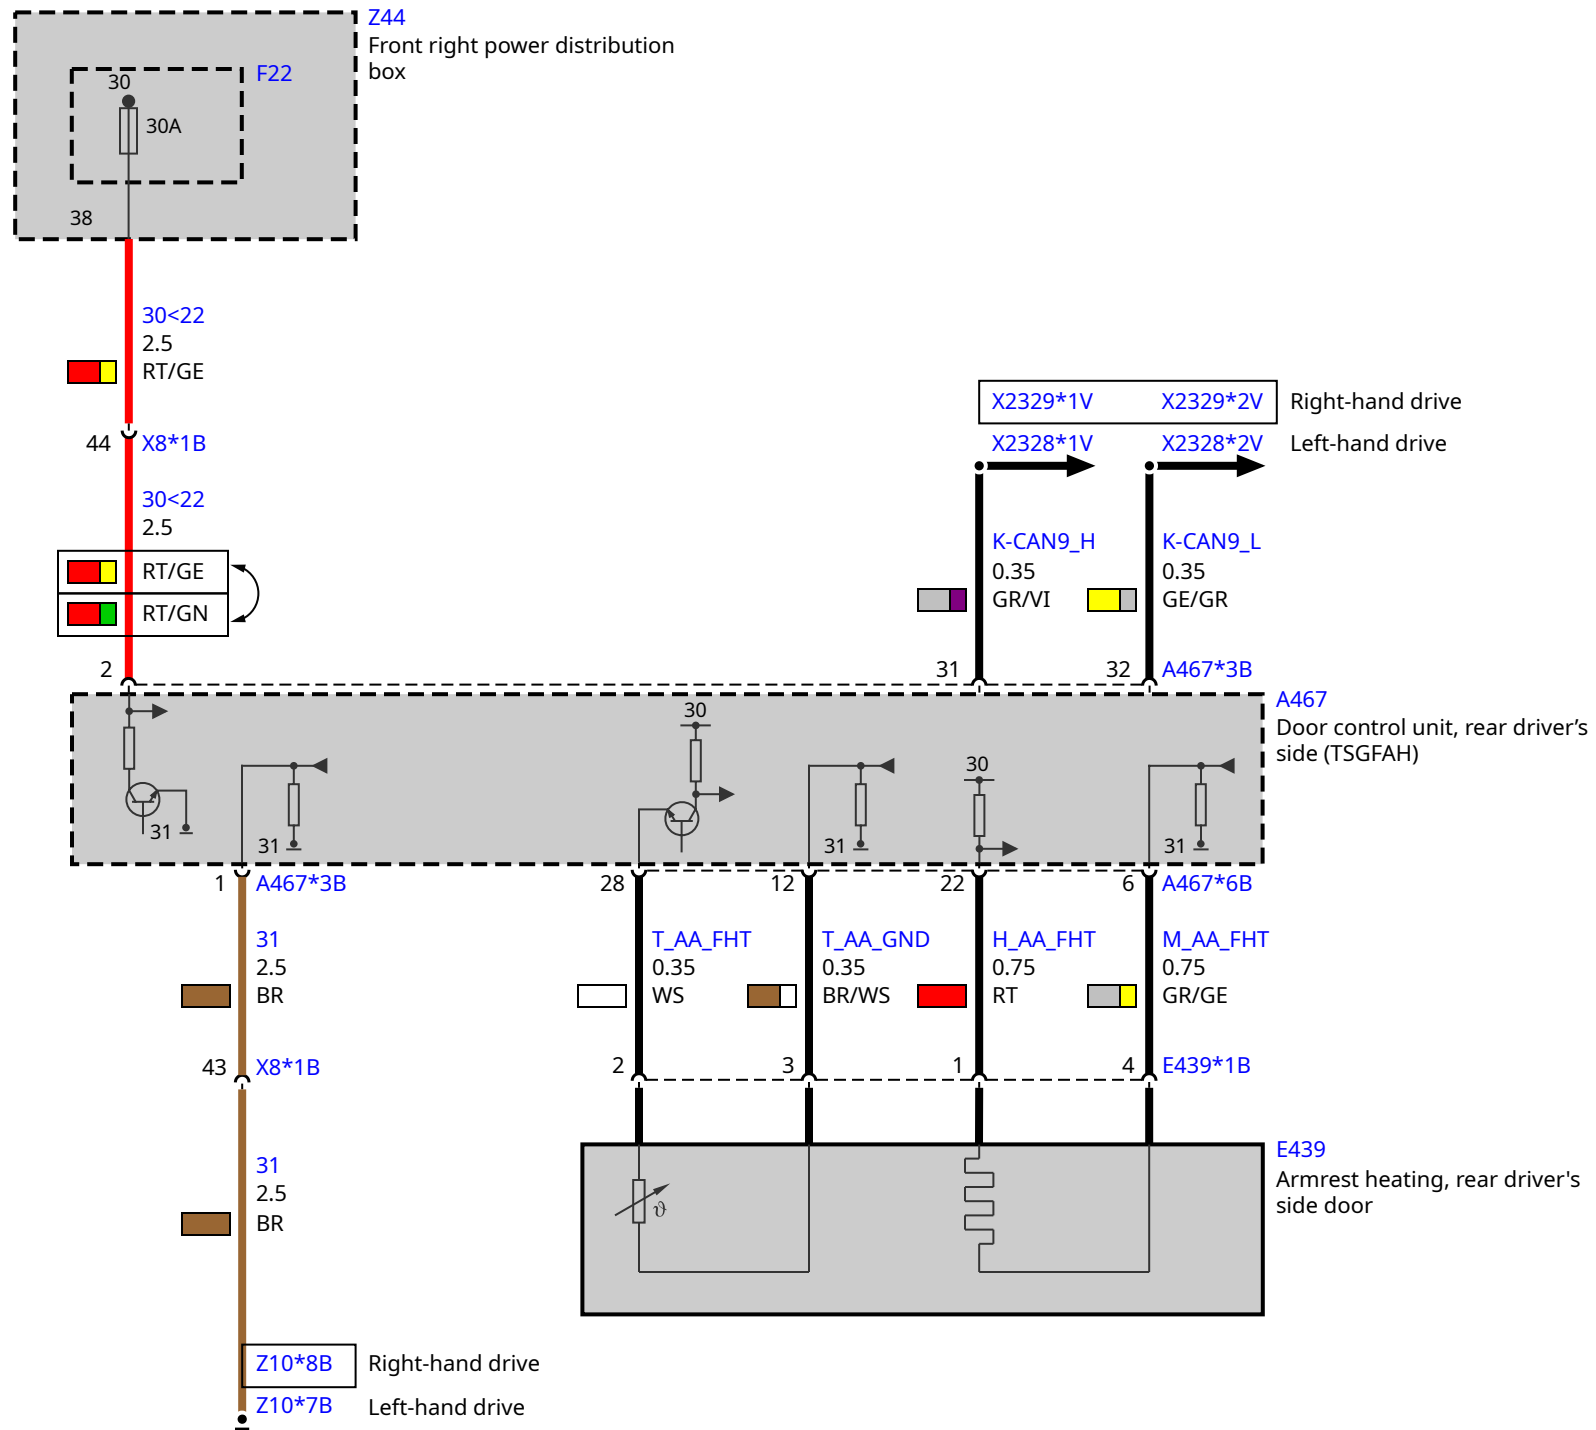 Z44
Front right power distribution
box
30
F22
30A
38
30<22
2.5
RT/GE
44 X8*1B
30<22
2.5
RT/GE
RT/GN
X2329*1V X2329*2V Right-hand drive
X2328*1V X2328*2V Left-hand drive
K-CAN9_H K-CAN9_L
0.35 0.35
GR/VI GE/GR
2 31 32 A467*3B
A467
Door control unit, rear driver’s
side (TSGFAH)
30
30
31 31 31 31
1 A467*3B 28 12 22 6 A467*6B
31 T_AA_FHT T_AA_GND H_AA_FHT M_AA_FHT
2.5 0.35 0.35 0.75 0.75
BR WS BR/WS RT GR/GE
43 X8*1B 2 3 1 4 E439*1B
E439
Armrest heating, rear driver's
side door
ϑ
31
2.5
BR
Z10*8B Right-hand drive
Z10*7B Left-hand drive